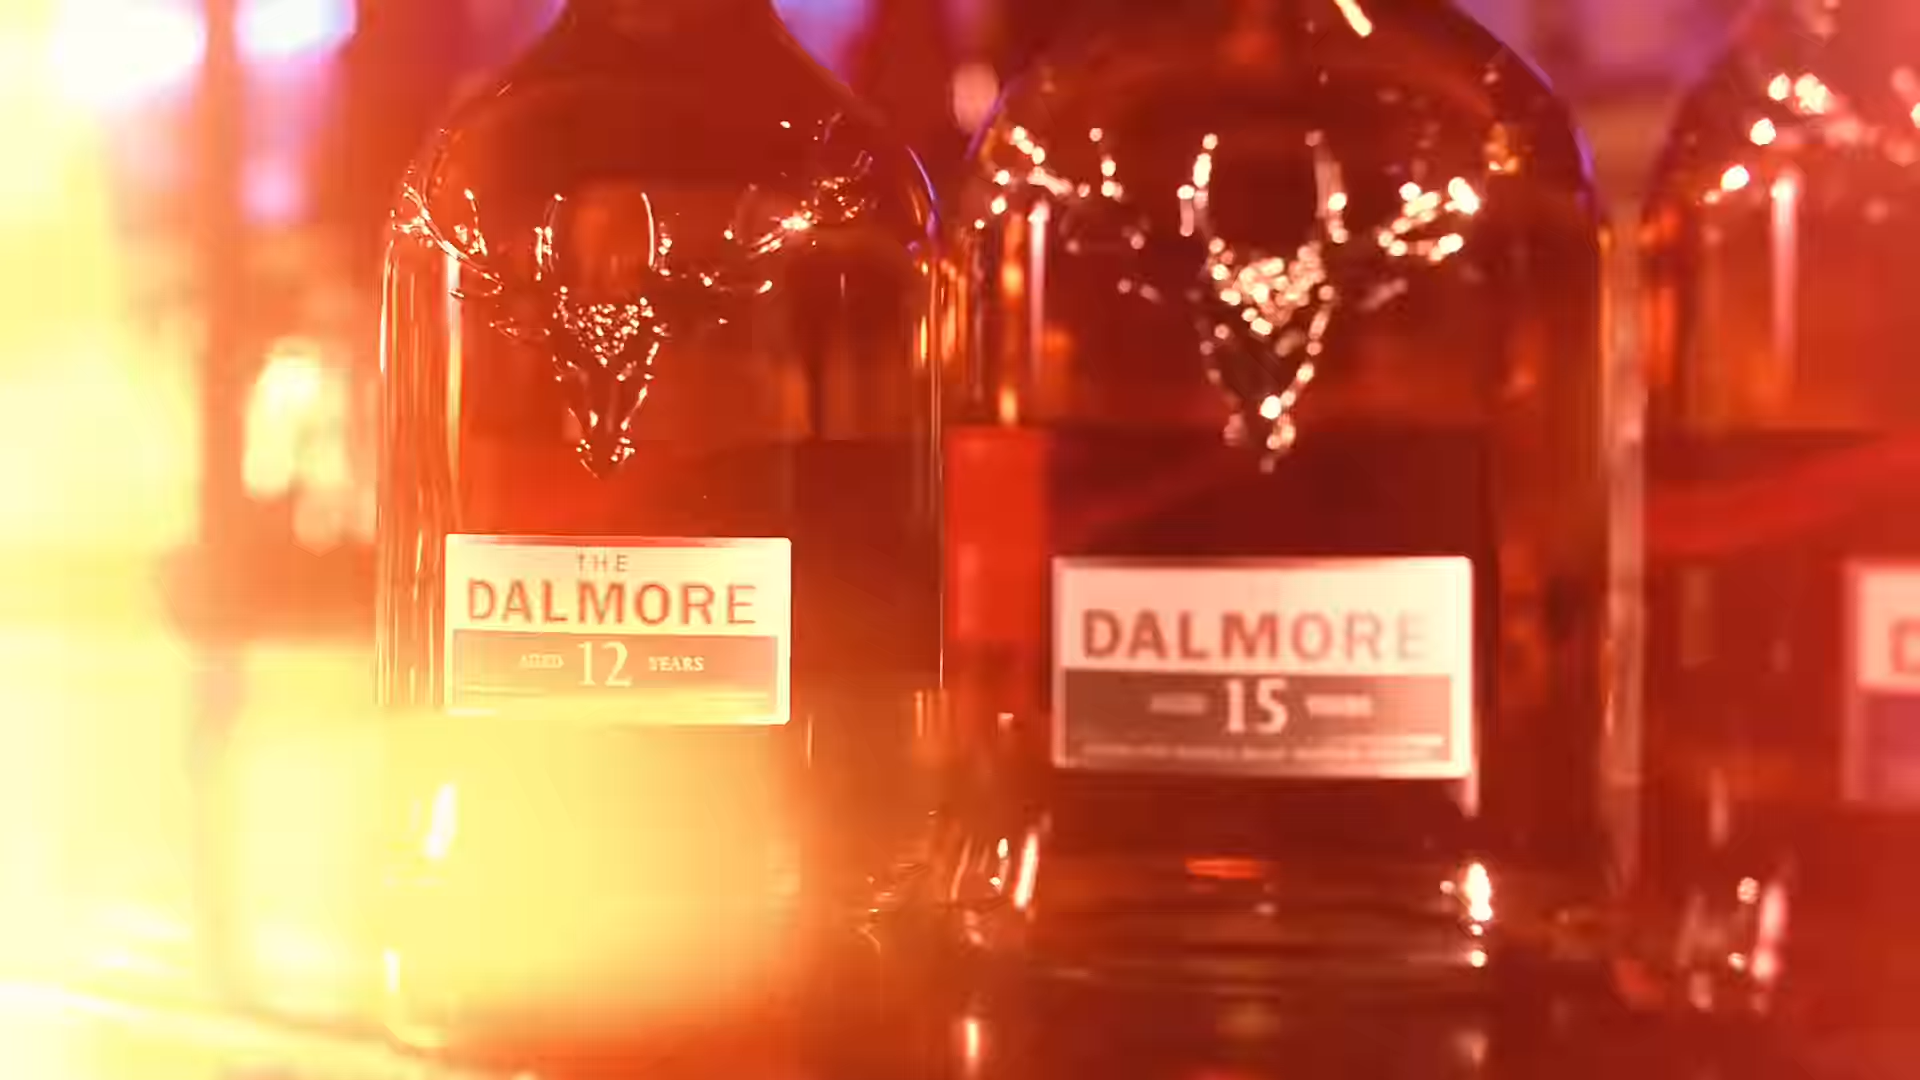 THE
DALMORE
AGED 12 YEARS
DALMORE
15